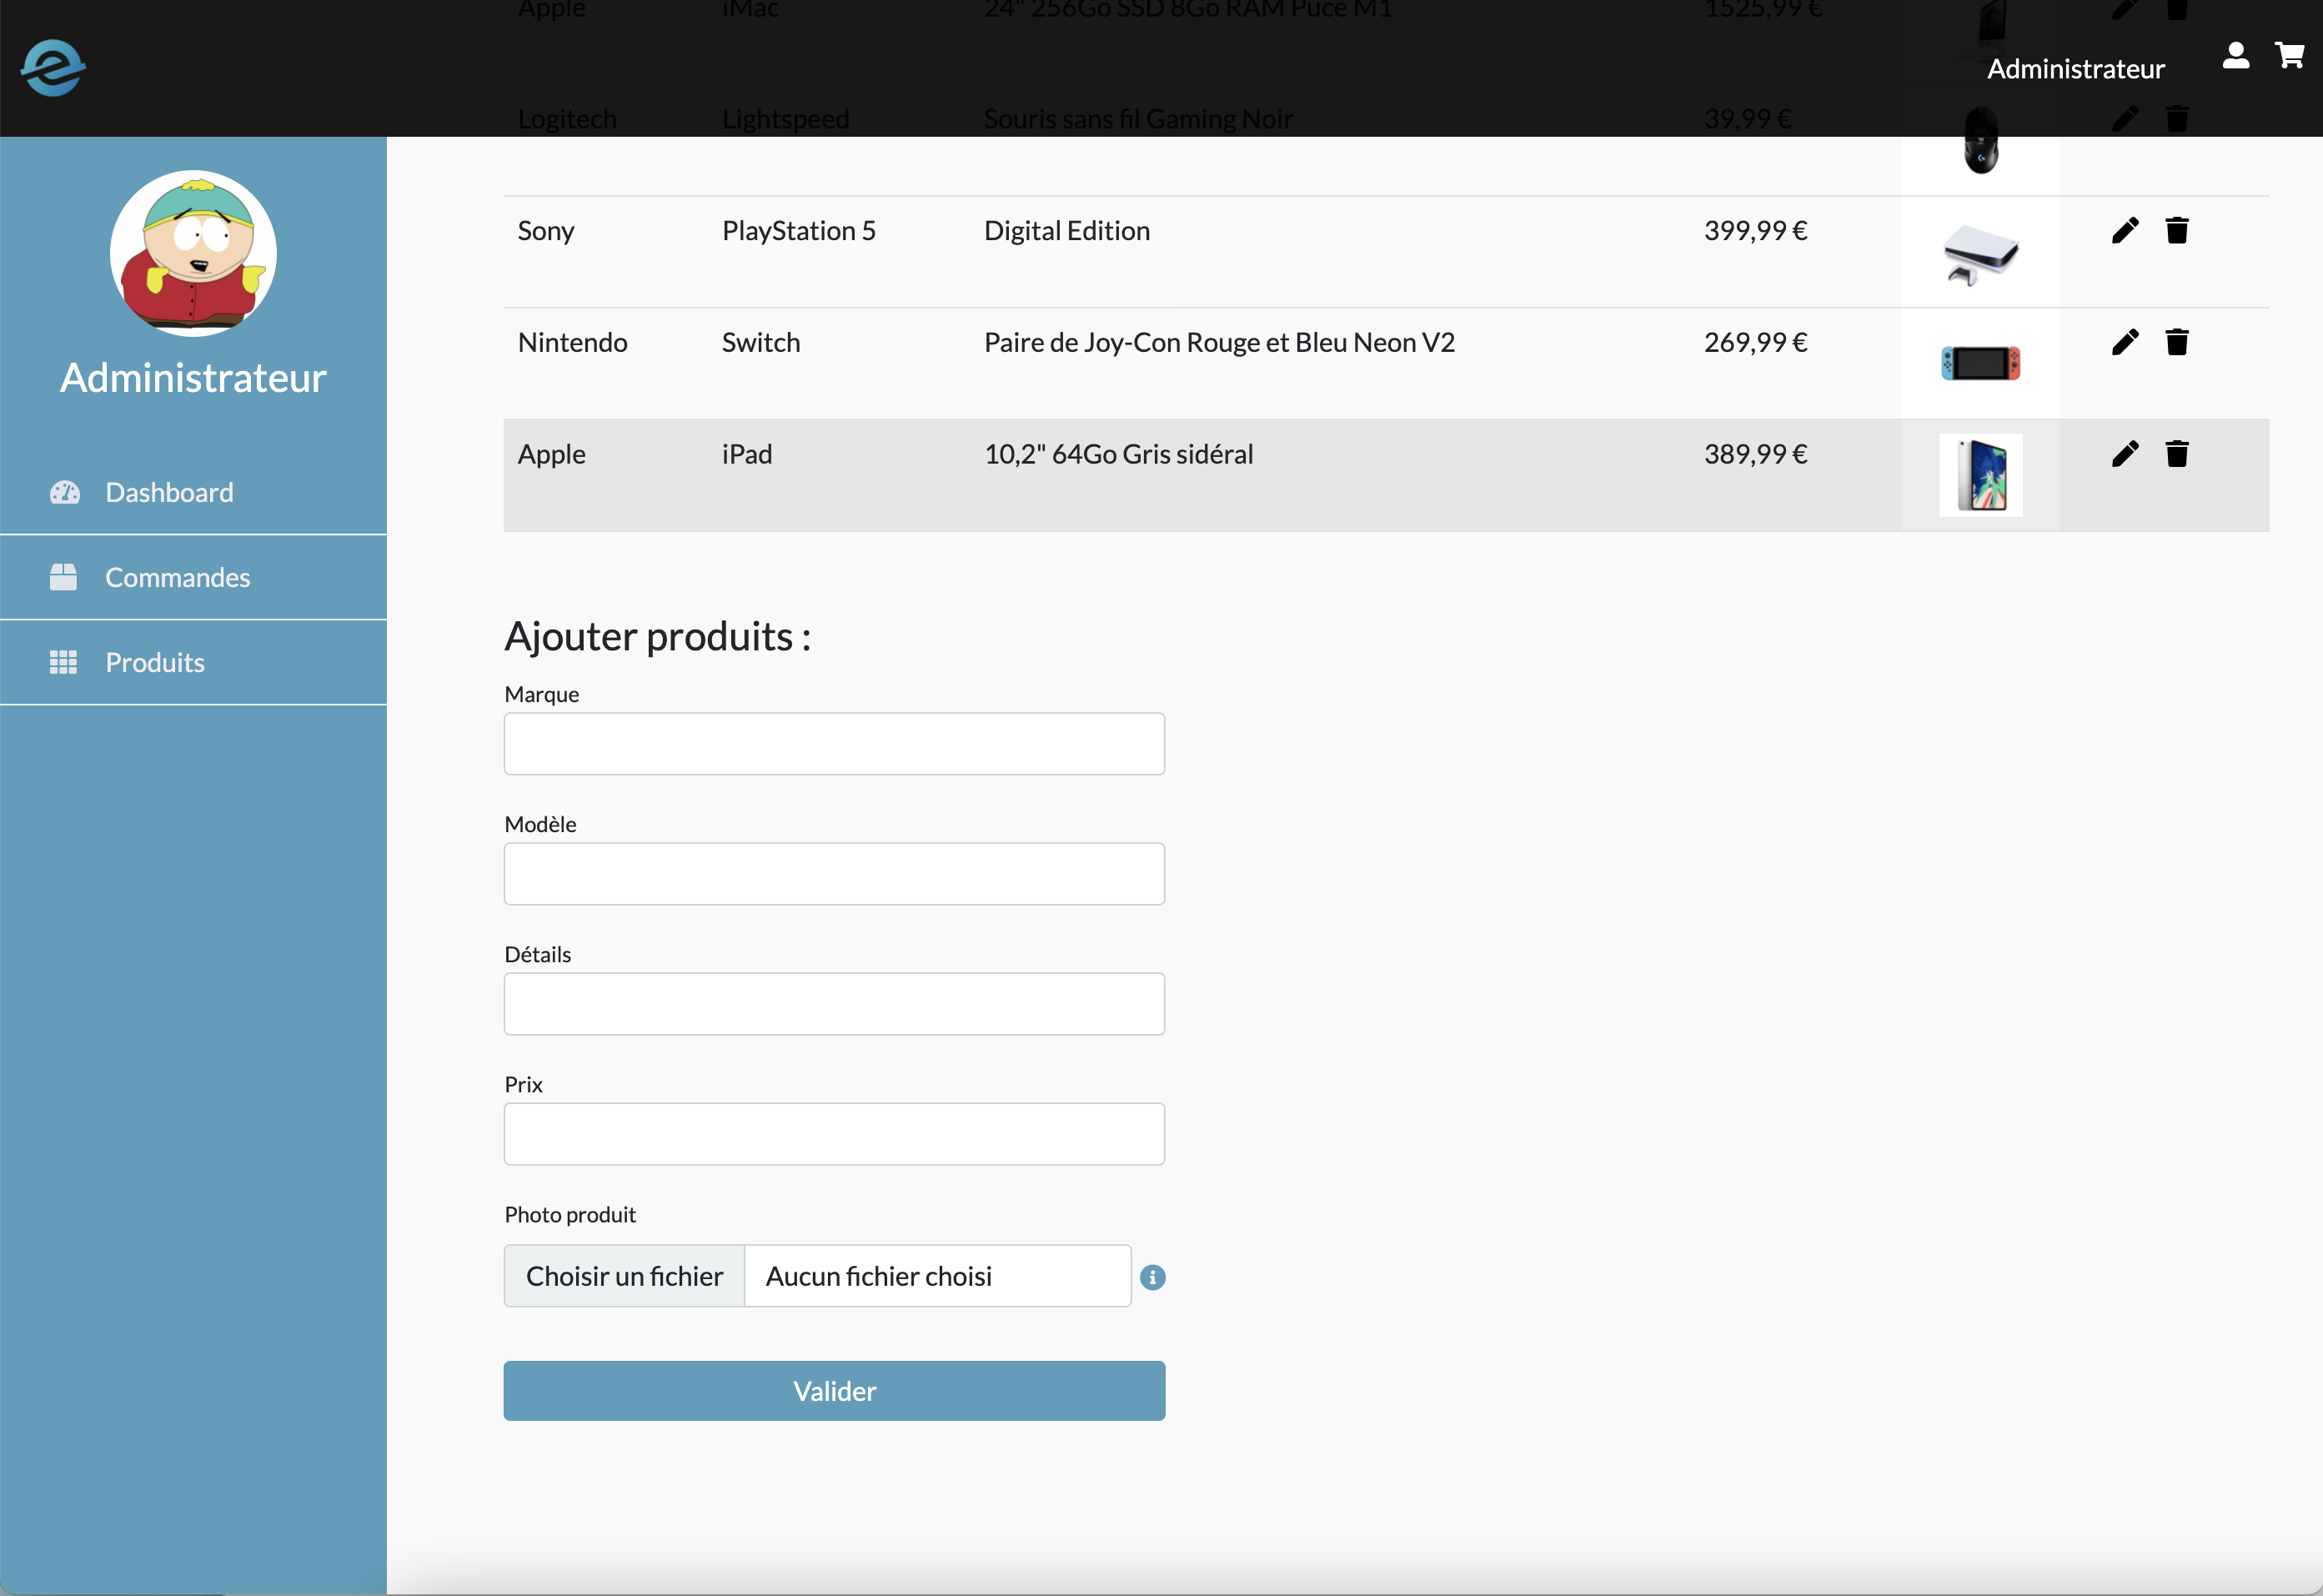 Apple iMac 24" 256Go SSD 8Go RAM Puce M1 1525,99 €
Administrateur
Logitech Lightspeed Souris sans fil Gaming Noir 39,99 €
Sony PlayStation 5 Digital Edition 399,99 €
Nintendo Switch Paire de Joy-Con Rouge et Bleu Neon V2 269,99 €
Apple iPad 10,2" 64Go Gris sidéral 389,99 €
Administrateur
Dashboard
Commandes
Produits
Ajouter produits :
Marque
Modèle
Détails
Prix
Photo produit
Choisir un fichier Aucun fichier choisi
Valider